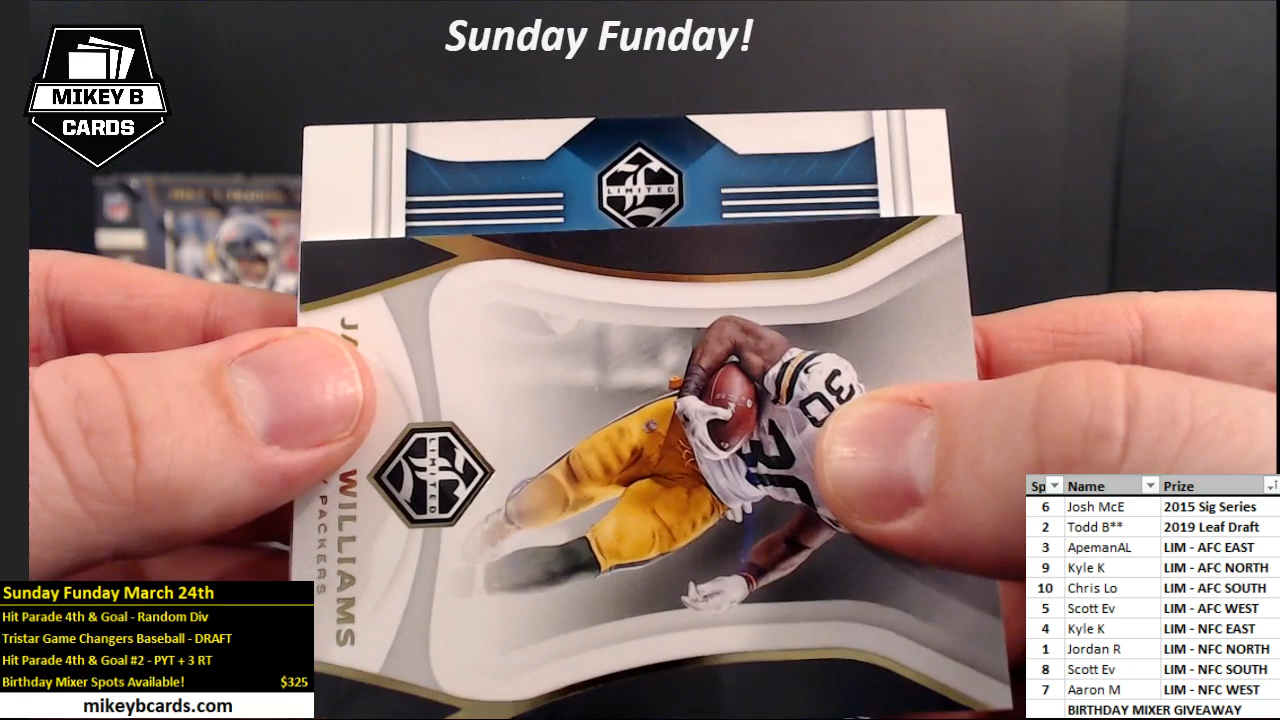 Sunday Funday!
MIKEY B
CARDS
LIMITED
LIMITED
WILLIAMS
PACKERS
30
30
Sp Name Prize
6 Josh McE 2015 Sig Series
2 Todd B** 2019 Leaf Draft
3 ApemanAL LIM - AFC EAST
9 Kyle K LIM - AFC NORTH
10 Chris Lo LIM - AFC SOUTH
5 Scott Ev LIM - AFC WEST
4 Kyle K LIM - NFC EAST
1 Jordan R LIM - NFC NORTH
8 Scott Ev LIM - NFC SOUTH
7 Aaron M LIM - NFC WEST
BIRTHDAY MIXER GIVEAWAY
Sunday Funday March 24th
Hit Parade 4th & Goal - Random Div
Tristar Game Changers Baseball - DRAFT
Hit Parade 4th & Goal #2 - PYT + 3 RT
Birthday Mixer Spots Available! $325
mikeybcards.com